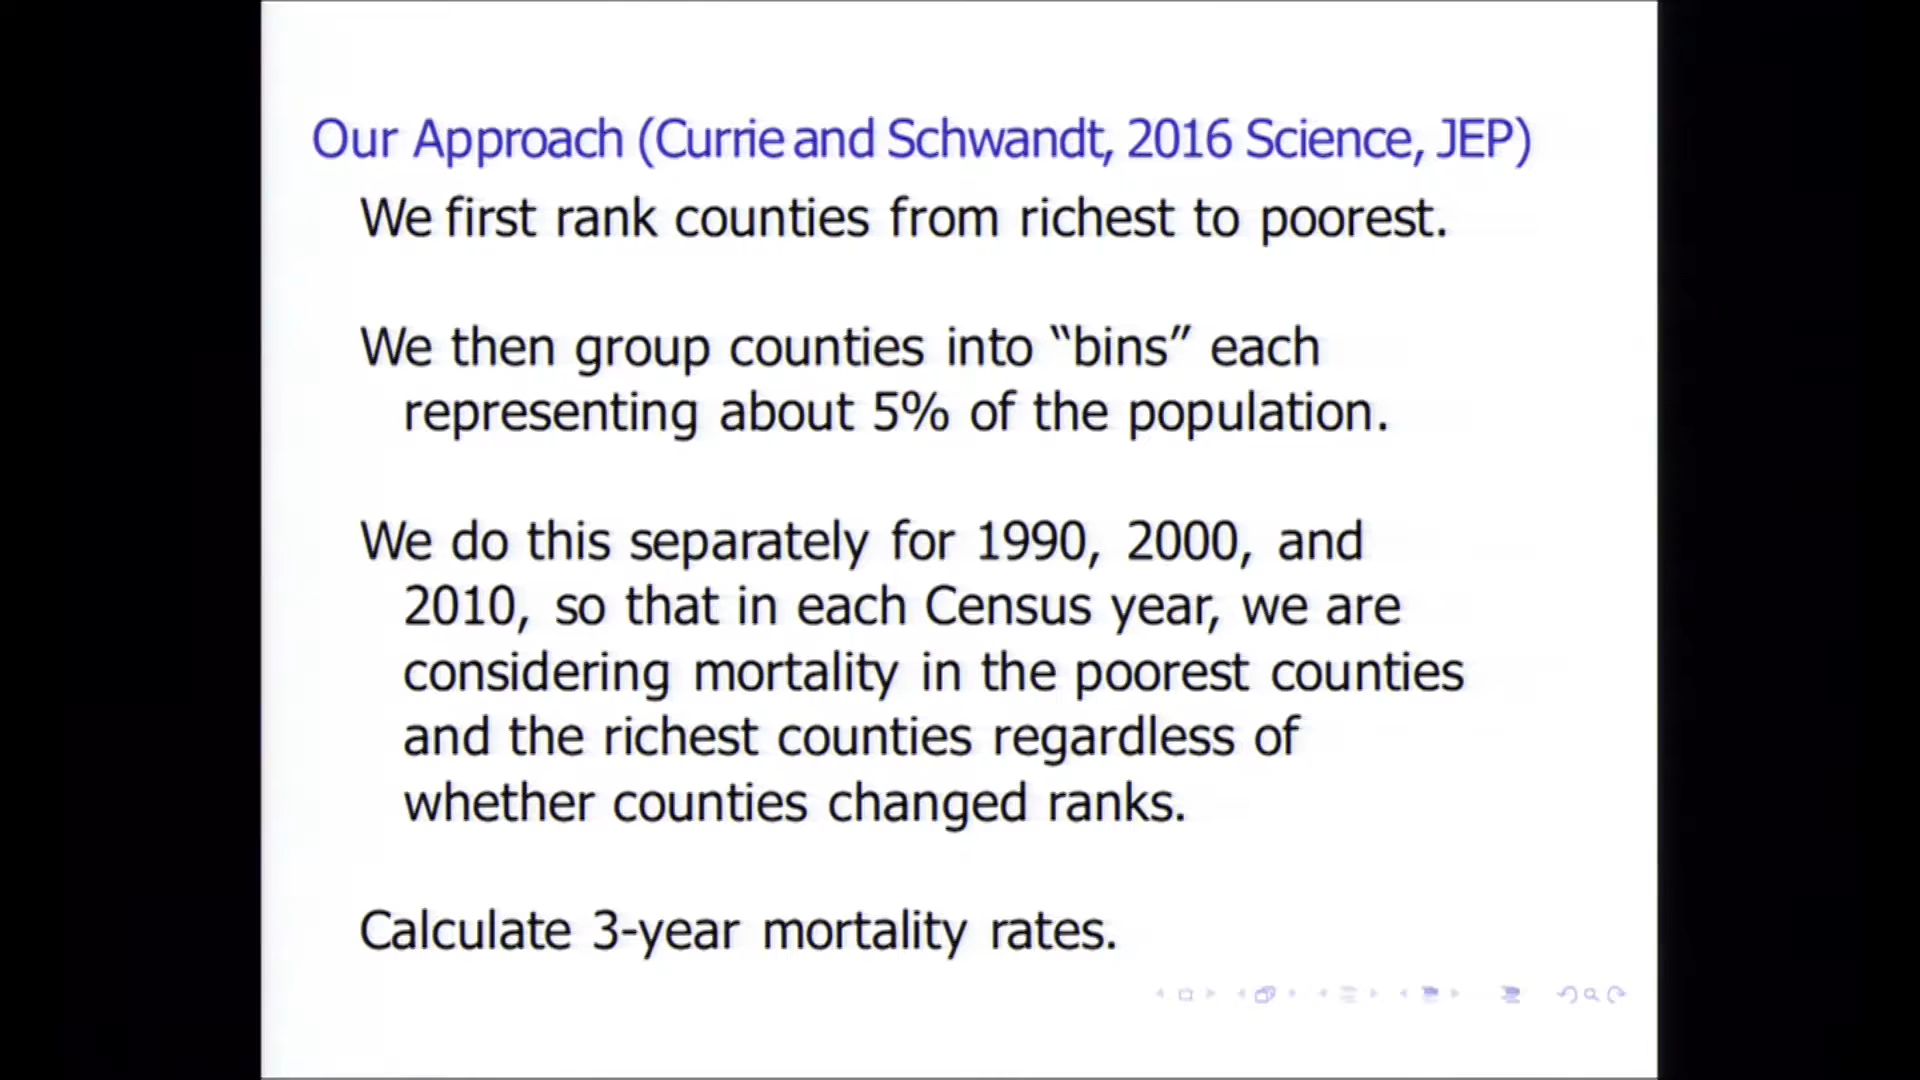 Our Approach (Currie and Schwandt, 2016 Science, JEP)
We first rank counties from richest to poorest.
We then group counties into “bins” each
representing about 5% of the population.
We do this separately for 1990, 2000, and
2010, so that in each Census year, we are
considering mortality in the poorest counties
and the richest counties regardless of
whether counties changed ranks.
Calculate 3-year mortality rates.